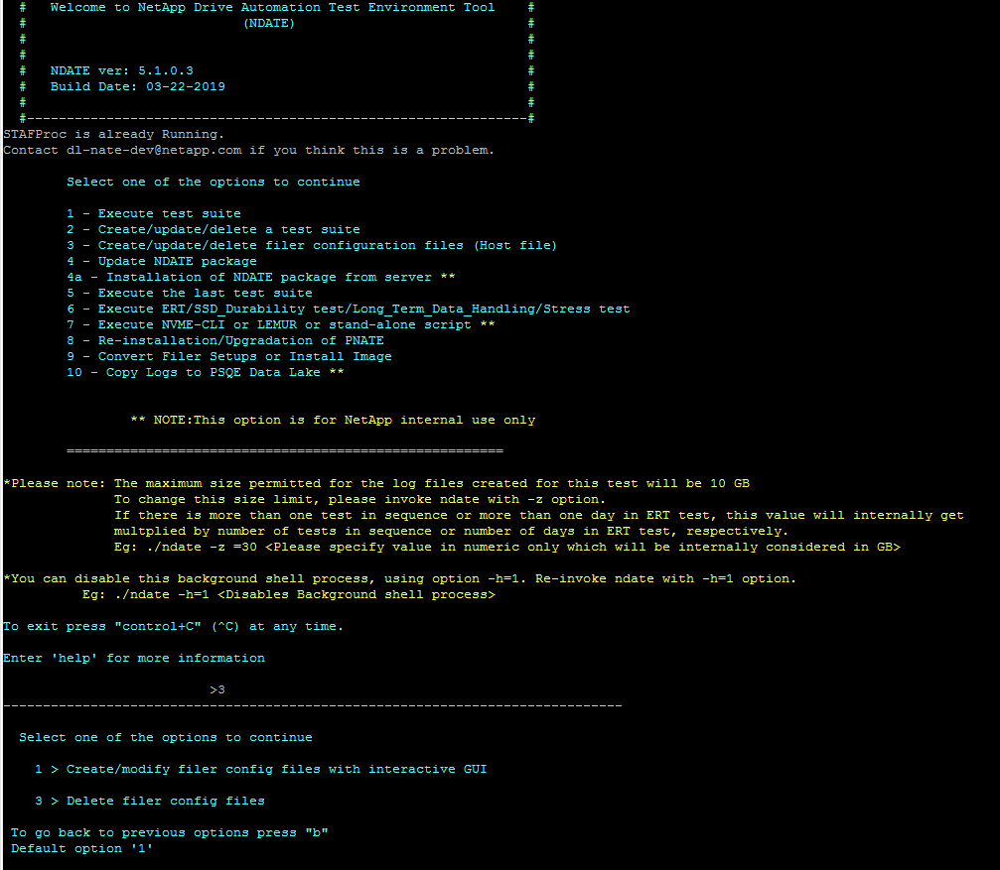 # Welcome to NetApp Drive Automation Test Environment Tool #
# (NDATE) #
# #
# #
# NDATE ver: 5.1.0.3 #
# Build Date: 03-22-2019 #
# #
#---------------------------------------------------------------#
STAFProc is already Running.
Contact dl-nate-dev@netapp.com if you think this is a problem.
Select one of the options to continue
1 - Execute test suite
2 - Create/update/delete a test suite
3 - Create/update/delete filer configuration files (Host file)
4 - Update NDATE package
4a - Installation of NDATE package from server **
5 - Execute the last test suite
6 - Execute ERT/SSD_Durability test/Long_Term_Data_Handling/Stress test
7 - Execute NVME-CLI or LEMUR or stand-alone script **
8 - Re-installation/Upgradation of PNATE
9 - Convert Filer Setups or Install Image
10 - Copy Logs to PSQE Data Lake **
** NOTE:This option is for NetApp internal use only
=======================================================
*Please note: The maximum size permitted for the log files created for this test will be 10 GB
To change this size limit, please invoke ndate with -z option.
If there is more than one test in sequence or more than one day in ERT test, this value will internally get
multplied by number of tests in sequence or number of days in ERT test, respectively.
Eg: ./ndate -z =30 <Please specify value in numeric only which will be internally considered in GB>
*You can disable this background shell process, using option -h=1. Re-invoke ndate with -h=1 option.
Eg: ./ndate -h=1 <Disables Background shell process>
To exit press "control+C" (^C) at any time.
Enter 'help' for more information
>3
------------------------------------------------------------------------------
Select one of the options to continue
1 > Create/modify filer config files with interactive GUI
3 > Delete filer config files
To go back to previous options press "b"
Default option '1'